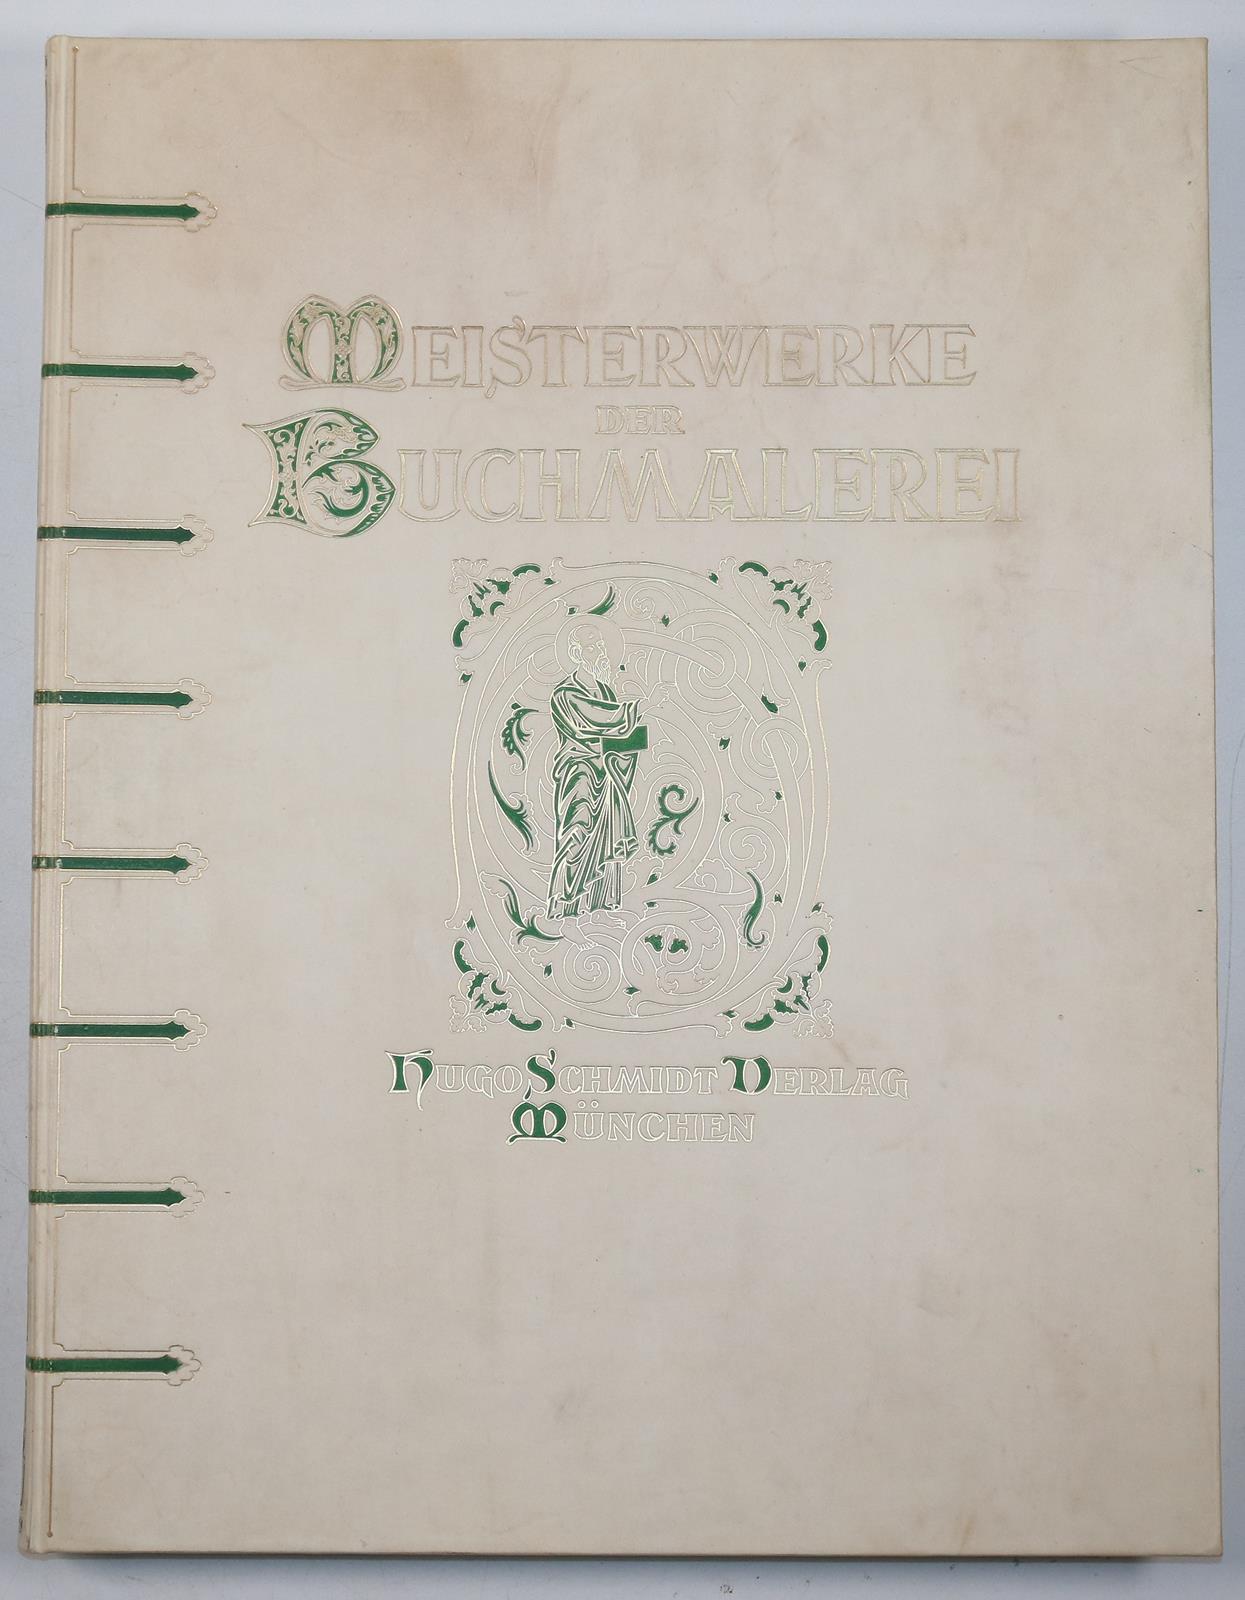 MEISTERWERKE
DER
BUCHMALEREI
HUGO SCHMIDT VERLAG
MÜNCHEN